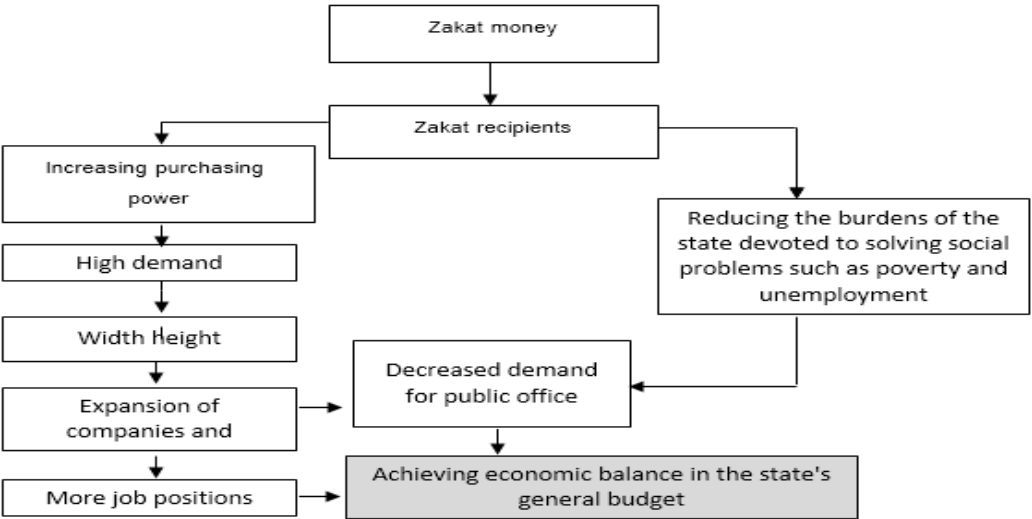 Zakat money
Zakat recipients
Increasing purchasing
power
High demand
Width Height
Expansion of
companies and
More job positions
Reducing the burdens of the
state devoted to solving social
problems such as poverty and
unemployment
Decreased demand
for public office
Achieving economic balance in the state's
general budget